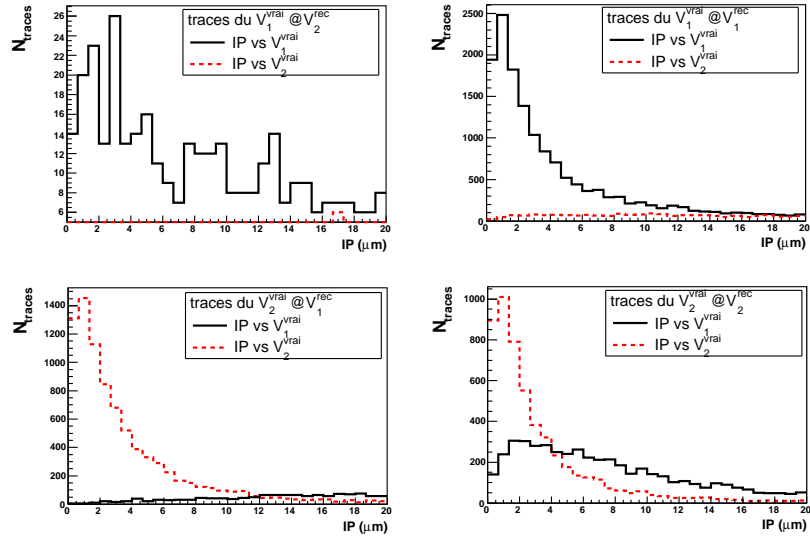 N_traces
traces du V_1^vrai @V_2^rec
IP vs V_1^vrai
IP vs V_2^vrai
26
24
22
20
18
16
14
12
10
8
6
0 2 4 6 8 10 12 14 16 18 20
IP (μm)
N_traces
traces du V_1^vrai @V_1^rec
IP vs V_1^vrai
IP vs V_2^vrai
2500
2000
1500
1000
500
0
0 2 4 6 8 10 12 14 16 18 20
IP (μm)
N_traces
traces du V_2^vrai @V_1^rec
IP vs V_1^vrai
IP vs V_2^vrai
1400
1200
1000
800
600
400
200
0
0 2 4 6 8 10 12 14 16 18 20
IP (μm)
N_traces
traces du V_2^vrai @V_2^rec
IP vs V_1^vrai
IP vs V_2^vrai
1000
800
600
400
200
0
0 2 4 6 8 10 12 14 16 18 20
IP (μm)